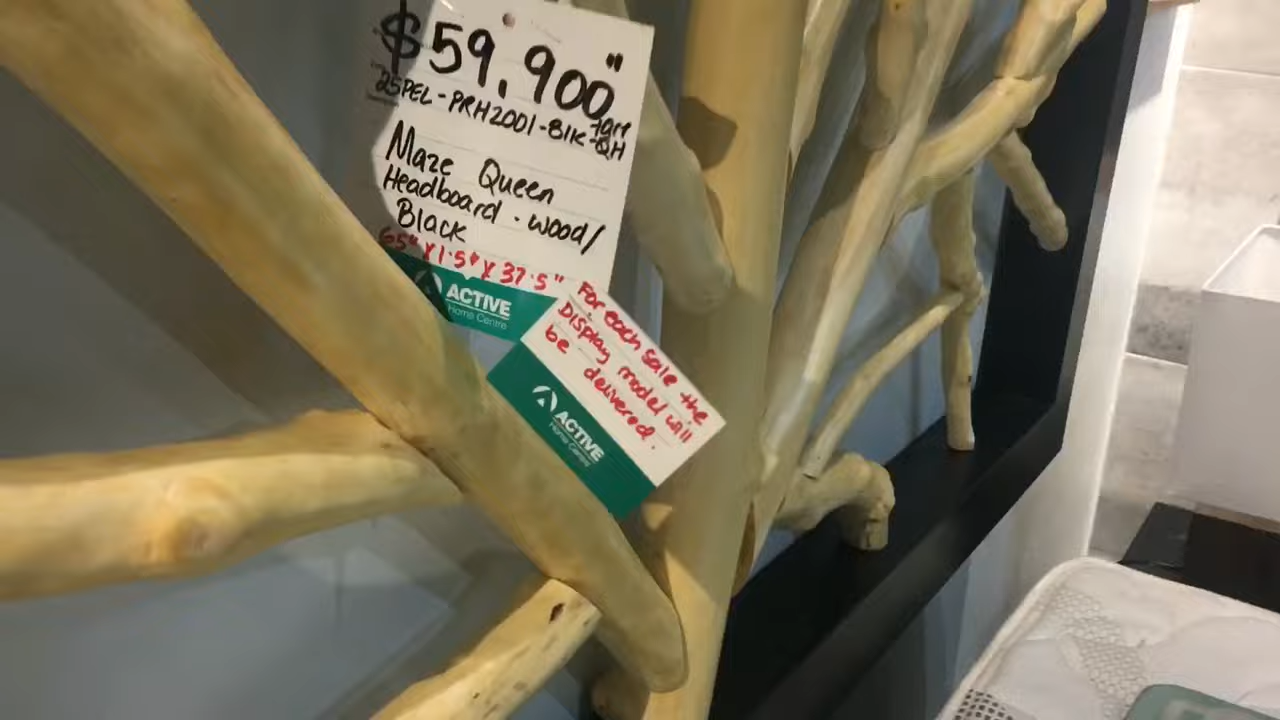 $59,900"
25PEL-PRH2001-BIK
QH
Maze Queen
Headboard - wood/
Black
65" X 1.5" X 37.5"
ACTIVE
Home Centre
For each sale the
Display model will
be delivered.
ACTIVE
Home Centre